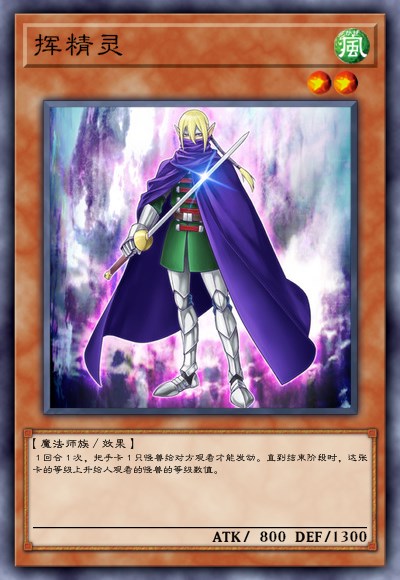 挥精灵
風
【魔法师族／效果】
1回合1次，把手卡1只怪兽给对方观看才能发动。直到结束阶段时，这张
卡的等级上升给人观看的怪兽的等级数值。
ATK/ 800 DEF/1300